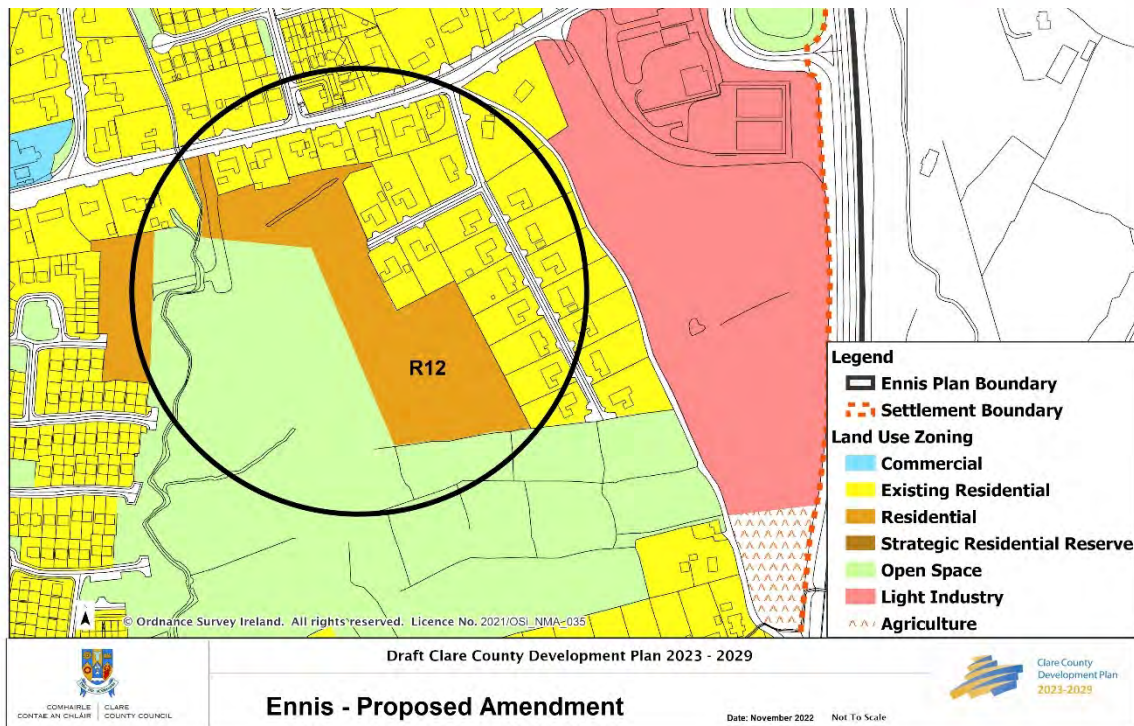 R12
Legend
Ennis Plan Boundary
Settlement Boundary
Land Use Zoning
Commercial
Existing Residential
Residential
Strategic Residential Reserve
Open Space
Light Industry
Agriculture
© Ordnance Survey Ireland. All rights reserved. Licence No. 2021/OSi_NMA_035
COMHAIRLE CONTAE AN CHLÁIR
CLARE COUNTY COUNCIL
Draft Clare County Development Plan 2023 - 2029
Ennis - Proposed Amendment
Date: November 2022 Not To Scale
Clare County
Development Plan
2023-2029